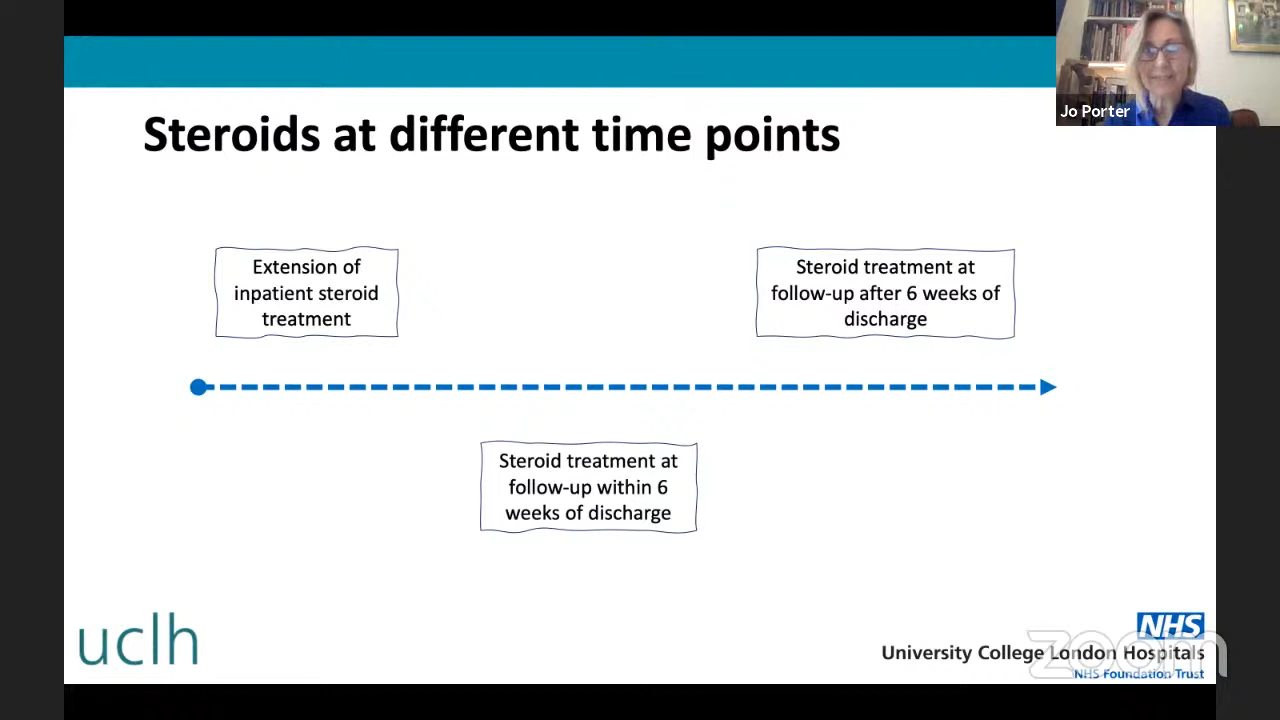 Jo Porter
Steroids at different time points
Extension of
inpatient steroid
treatment
Steroid treatment at
follow-up after 6 weeks of
discharge
Steroid treatment at
follow-up within 6
weeks of discharge
uclh
NHS
University College London Hospitals
NHS Foundation Trust
zoom